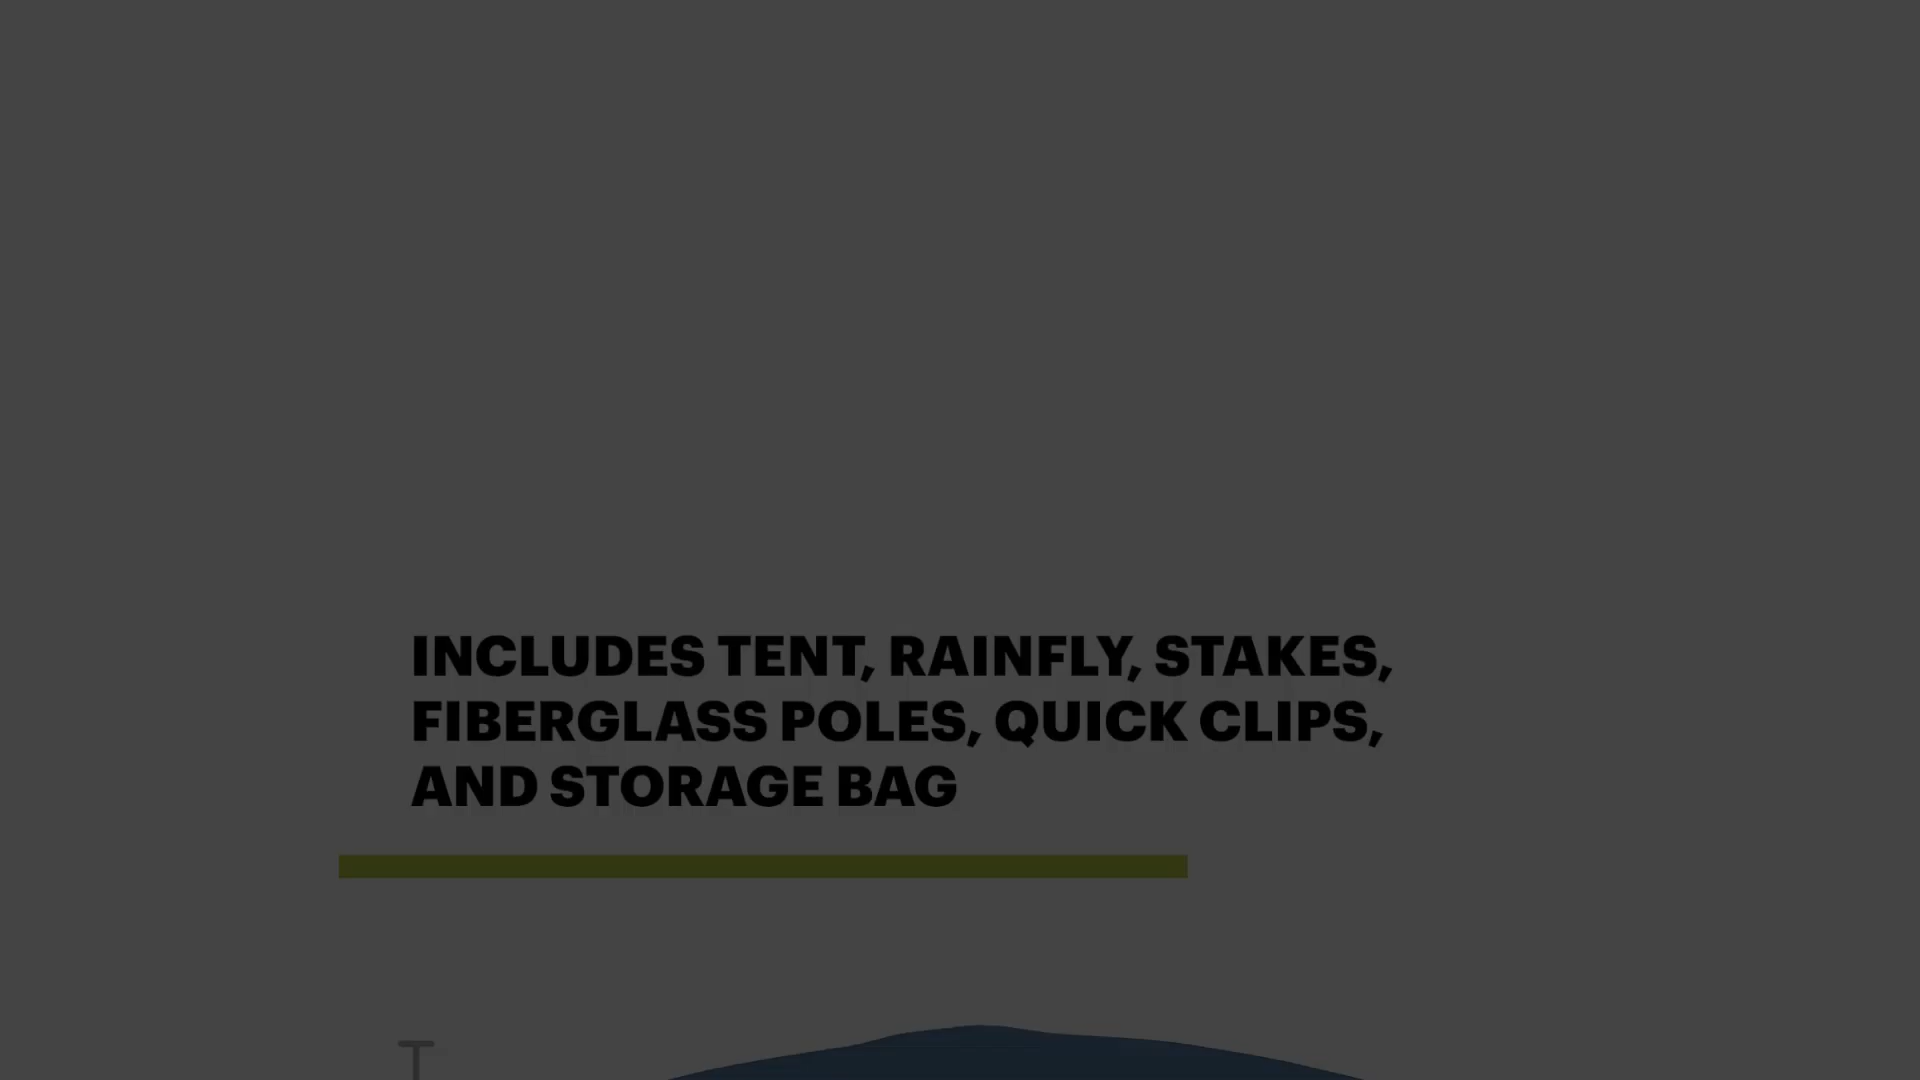 INCLUDES TENT, RAINFLY, STAKES,
FIBERGLASS POLES, QUICK CLIPS,
AND STORAGE BAG